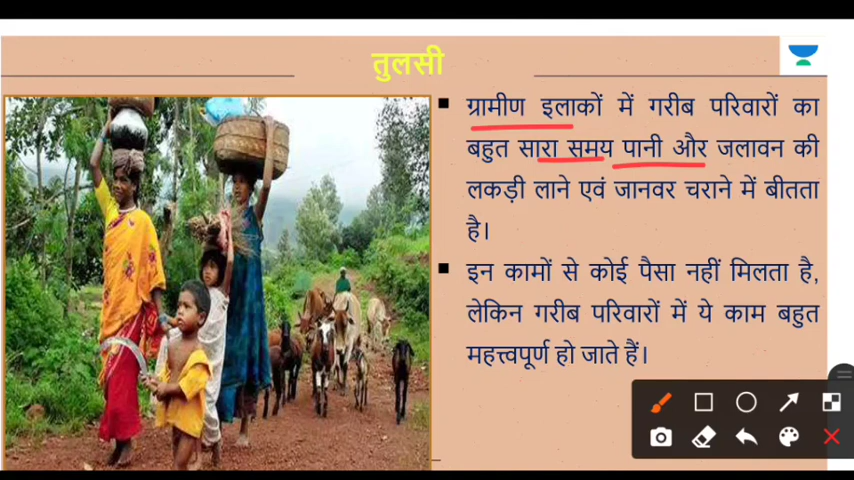 तुलसी
ग्रामीण इलाकों में गरीब परिवारों का
बहुत सारा समय पानी और जलावन की
लकड़ी लाने एवं जानवर चराने में बीतता
है।
इन कामों से कोई पैसा नहीं मिलता है,
लेकिन गरीब परिवारों में ये काम बहुत
महत्त्वपूर्ण हो जाते हैं।